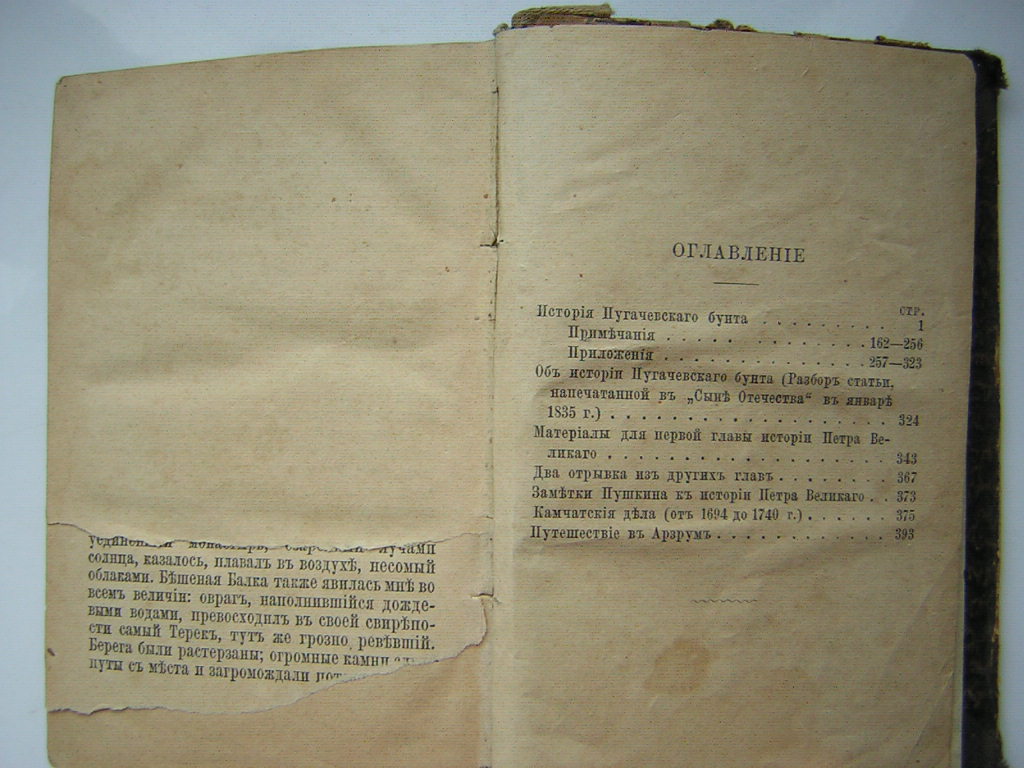 монастырь,
солнца, казалось, плавалъ въ воздухѣ, несомый
облаками. Бѣшеная Балка также явилась мнѣ во
всемъ величіи: оврагъ, наполнившійся дожде-
выми водами, превосходилъ въ своей свирѣпо-
сти самый Терекъ, тутъ же грозно ревѣвшій.
Берега были растерзаны; огромные камни
нуты съ мѣста и загромождали
ОГЛАВЛЕНІЕ
СТР.
Исторія Пугачевскаго бунта . . . . . . . . . 1
Примѣчанія . . . . . . . . . . . 162—256
Приложенія . . . . . . . . . . . 257—323
Объ исторіи Пугачевскаго бунта (Разборъ статьи,
напечатанной въ „Сынѣ Отечества“ въ январѣ
1835 г.) . . . . . . . . . . . . . . . . 324
Матеріалы для первой главы исторіи Петра Ве-
ликаго . . . . . . . . . . . . . . . . 343
Два отрывка изъ другихъ главъ . . . . . . . 367
Замѣтки Пушкина къ исторіи Петра Великаго . . 373
Камчатскія дѣла (отъ 1694 до 1740 г.) . . . . . . 375
Путешествіе въ Арзрумъ . . . . . . . . . . . 393